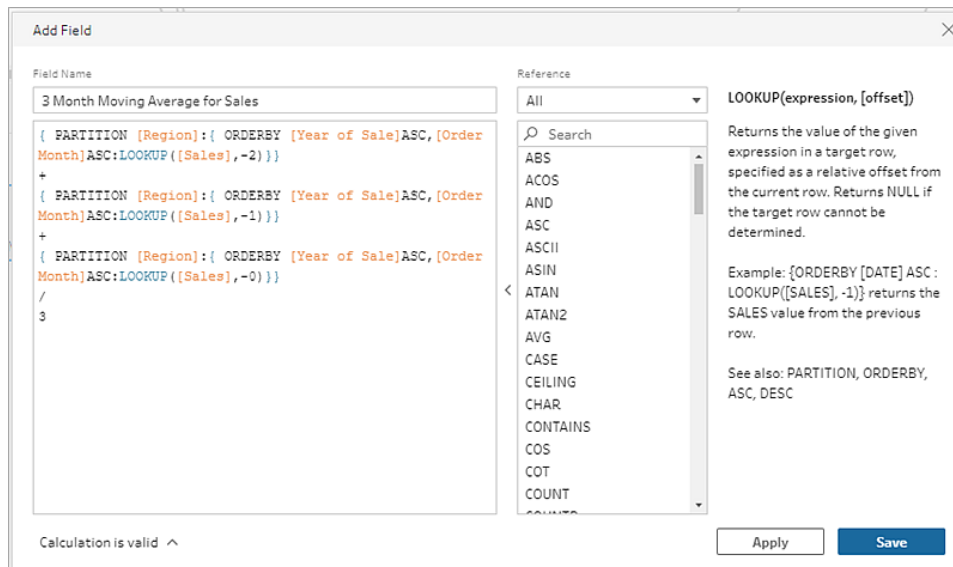 Add Field
Field Name
3 Month Moving Average for Sales
{ PARTITION [Region]:{ ORDERBY [Year of Sale]ASC,[Order
Month]ASC:LOOKUP([Sales],-2)}}
+
{ PARTITION [Region]:{ ORDERBY [Year of Sale]ASC,[Order
Month]ASC:LOOKUP([Sales],-1)}}
+
{ PARTITION [Region]:{ ORDERBY [Year of Sale]ASC,[Order
Month]ASC:LOOKUP([Sales],-0)}}
/
3
Calculation is valid
Reference
All
Search
ABS
ACOS
AND
ASC
ASCII
ASIN
ATAN
ATAN2
AVG
CASE
CEILING
CHAR
CONTAINS
COS
COT
COUNT
LOOKUP(expression, [offset])
Returns the value of the given
expression in a target row,
specified as a relative offset from
the current row. Returns NULL if
the target row cannot be
determined.
Example: {ORDERBY [DATE] ASC :
LOOKUP([SALES], -1)} returns the
SALES value from the previous
row.
See also: PARTITION, ORDERBY,
ASC, DESC
Apply
Save